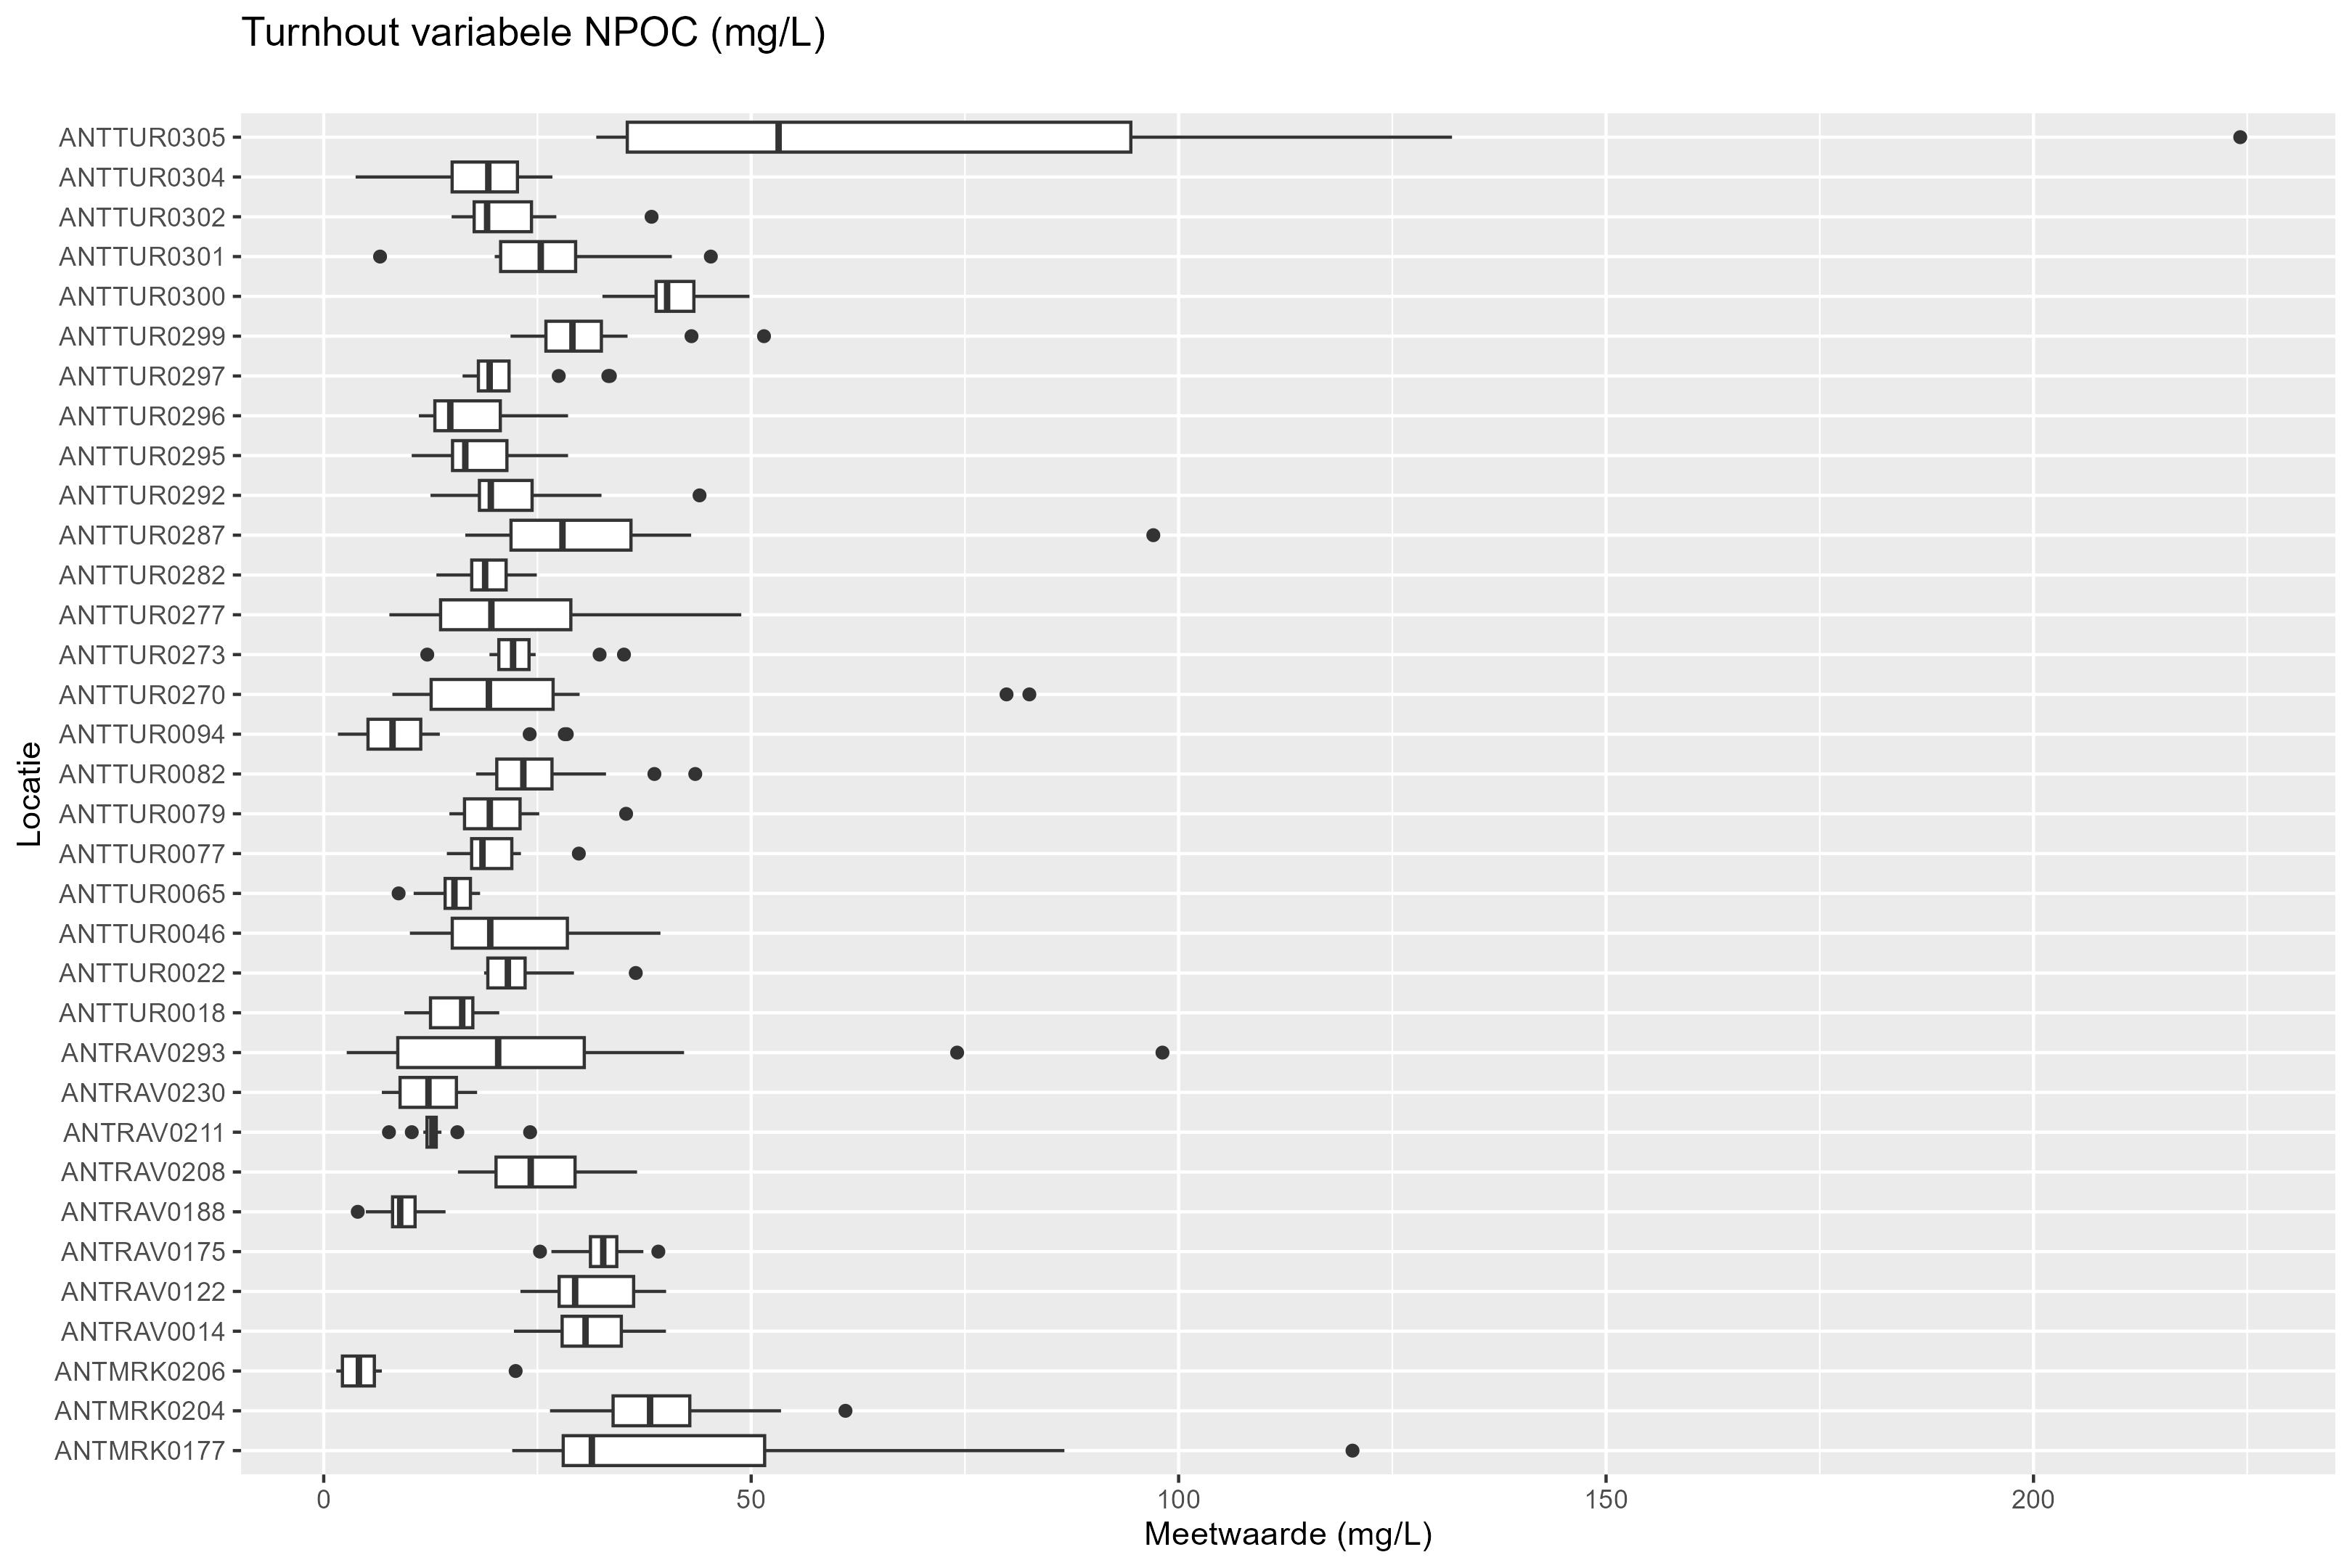 Turnhout variabele NPOC (mg/L)
Locatie
ANTTUR0305
ANTTUR0304
ANTTUR0302
ANTTUR0301
ANTTUR0300
ANTTUR0299
ANTTUR0297
ANTTUR0296
ANTTUR0295
ANTTUR0292
ANTTUR0287
ANTTUR0282
ANTTUR0277
ANTTUR0273
ANTTUR0270
ANTTUR0094
ANTTUR0082
ANTTUR0079
ANTTUR0077
ANTTUR0065
ANTTUR0046
ANTTUR0022
ANTTUR0018
ANTRAV0293
ANTRAV0230
ANTRAV0211
ANTRAV0208
ANTRAV0188
ANTRAV0175
ANTRAV0122
ANTRAV0014
ANTMRK0206
ANTMRK0204
ANTMRK0177
0 50 100 150 200
Meetwaarde (mg/L)